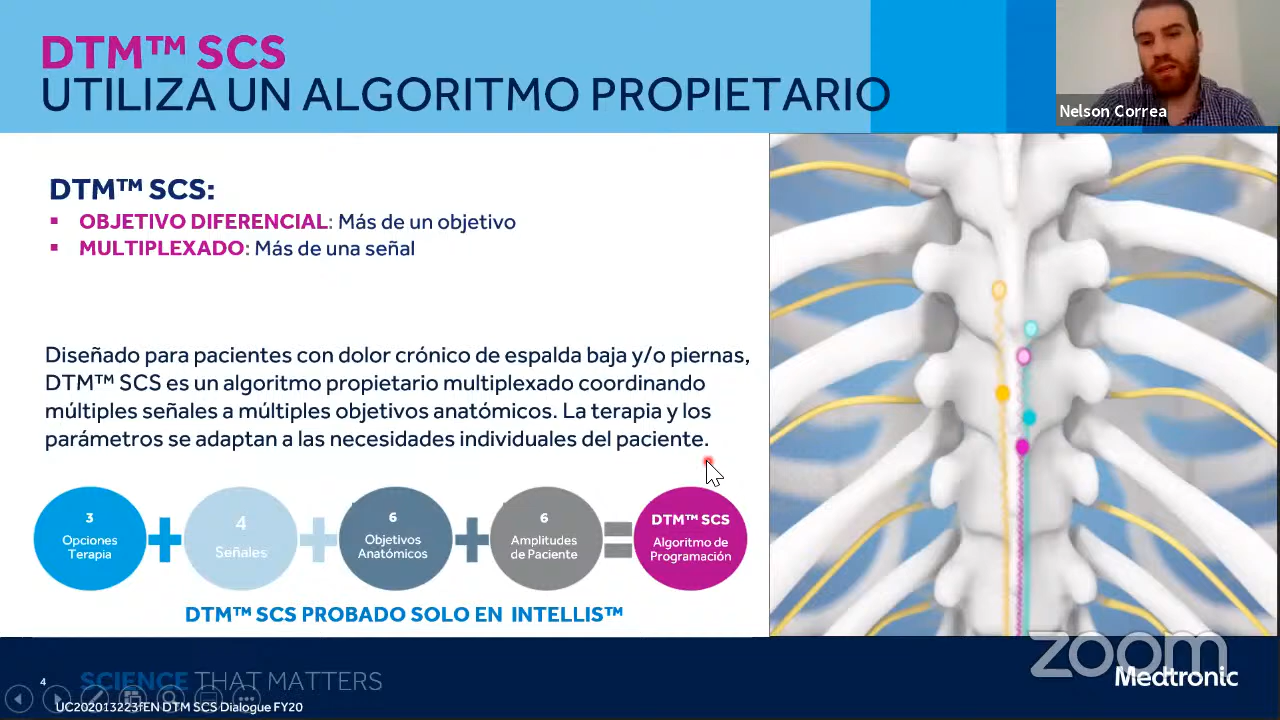 DTM™ SCS
UTILIZA UN ALGORITMO PROPIETARIO
Nelson Correa
DTM™ SCS:
▪ OBJETIVO DIFERENCIAL: Más de un objetivo
▪ MULTIPLEXADO: Más de una señal
Diseñado para pacientes con dolor crónico de espalda baja y/o piernas,
DTM™ SCS es un algoritmo propietario multiplexado coordinando
múltiples señales a múltiples objetivos anatómicos. La terapia y los
parámetros se adaptan a las necesidades individuales del paciente.
3
Opciones
Terapia
4
Señales
6
Objetivos
Anatómicos
6
Amplitudes
de Paciente
DTM™ SCS
Algoritmo de
Programación
DTM™ SCS PROBADO SOLO EN INTELLIS™
zoom
4
SCIENCE THAT MATTERS
Medtronic
UC202013223fEN DTM SCS Dialogue FY20